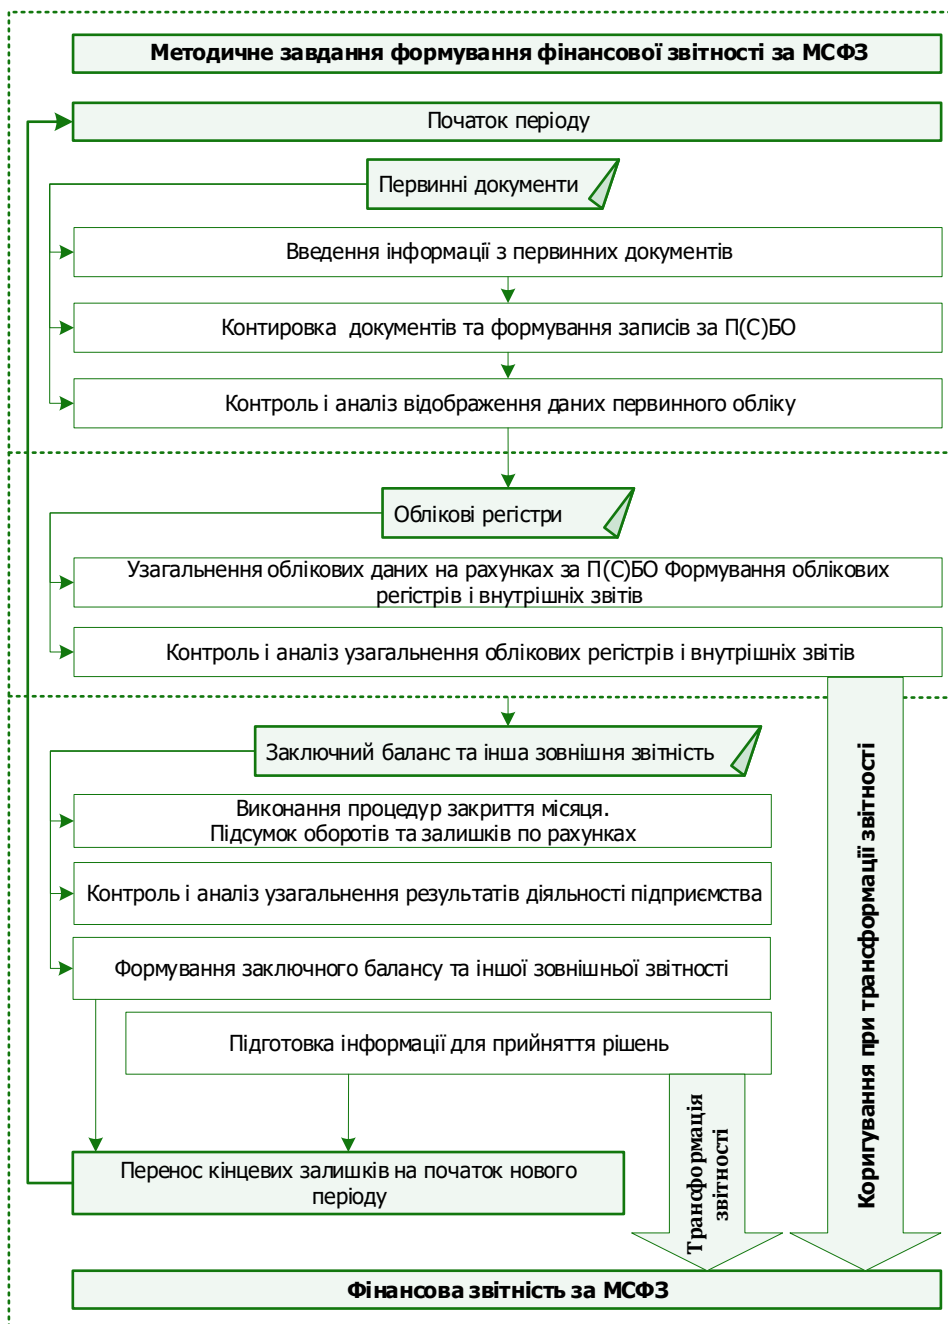 Методичне завдання формування фінансової звітності за МСФЗ
Початок періоду
Первинні документи
Введення інформації з первинних документів
Контировка документів та формування записів за П(С)БО
Контроль і аналіз відображення даних первинного обліку
Облікові регістри
Узагальнення облікових даних на рахунках за П(С)БО Формування облікових
регістрів і внутрішніх звітів
Контроль і аналіз узагальнення облікових регістрів і внутрішніх звітів
Заключний баланс та інша зовнішня звітність
Виконання процедур закриття місяця.
Підсумок оборотів та залишків по рахунках
Контроль і аналіз узагальнення результатів діяльності підприємства
Формування заключного балансу та іншої зовнішньої звітності
Підготовка інформації для прийняття рішень
Перенос кінцевих залишків на початок нового
періоду
Трансформація
звітності
Коригування при трансформації звітності
Фінансова звітність за МСФЗ